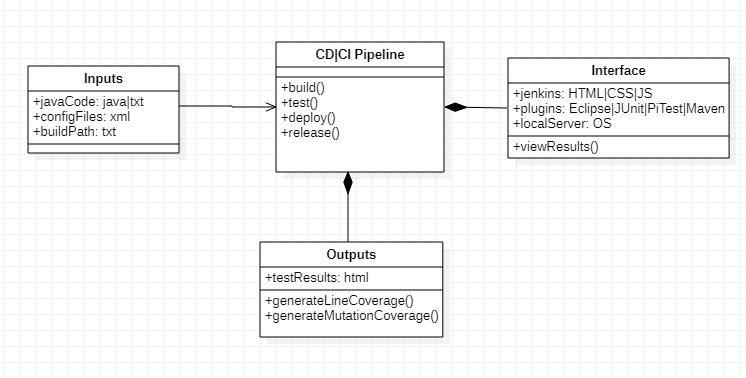 CD|CI Pipeline
+build()
+test()
+deploy()
+release()
Inputs
+javaCode: java|txt
+configFiles: xml
+buildPath: txt
Interface
+jenkins: HTML|CSS|JS
+plugins: Eclipse|JUnit|PiTest|Maven
+localServer: OS
+viewResults()
Outputs
+testResults: html
+generateLineCoverage()
+generateMutationCoverage()